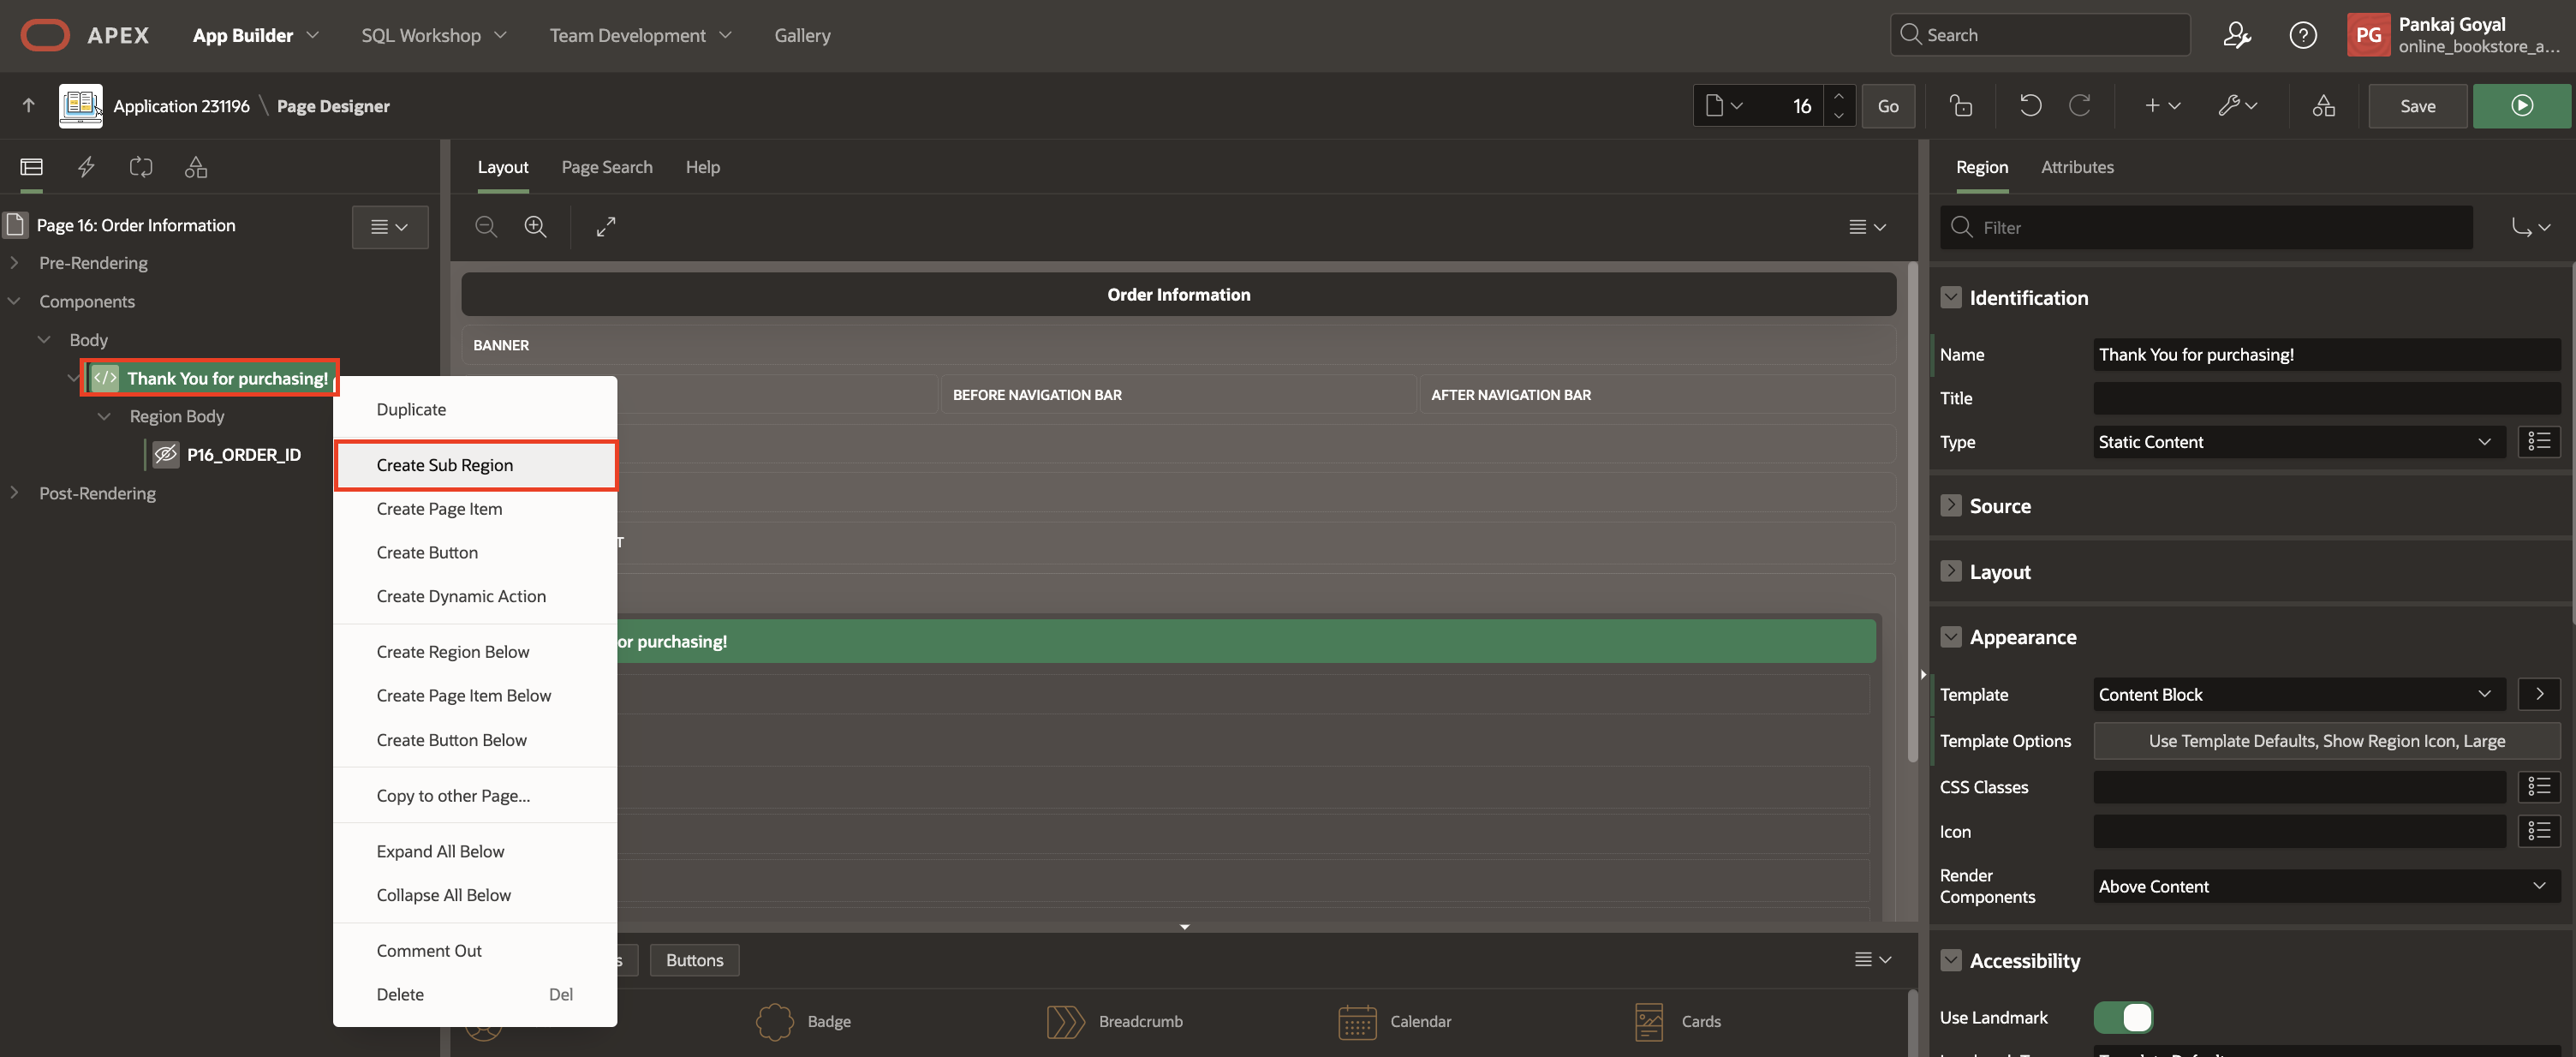 APEX
App Builder
SQL Workshop
Team Development
Gallery
Search
PG
Pankaj Goyal
online_bookstore_a...
Application 231196 \ Page Designer
16
Go
Save
Layout
Page Search
Help
Region
Attributes
Page 16: Order Information
Pre-Rendering
Components
Body
Thank You for purchasing!
Region Body
P16_ORDER_ID
Post-Rendering
Duplicate
Create Sub Region
Create Page Item
Create Button
Create Dynamic Action
Create Region Below
Create Page Item Below
Create Button Below
Copy to other Page...
Expand All Below
Collapse All Below
Comment Out
Delete Del
Order Information
BANNER
BEFORE NAVIGATION BAR
AFTER NAVIGATION BAR
T
or purchasing!
s
Buttons
Badge
Breadcrumb
Calendar
Cards
Filter
Identification
Name
Thank You for purchasing!
Title
Type
Static Content
Source
Layout
Appearance
Template
Content Block
Template Options
Use Template Defaults, Show Region Icon, Large
CSS Classes
Icon
Render
Components
Above Content
Accessibility
Use Landmark